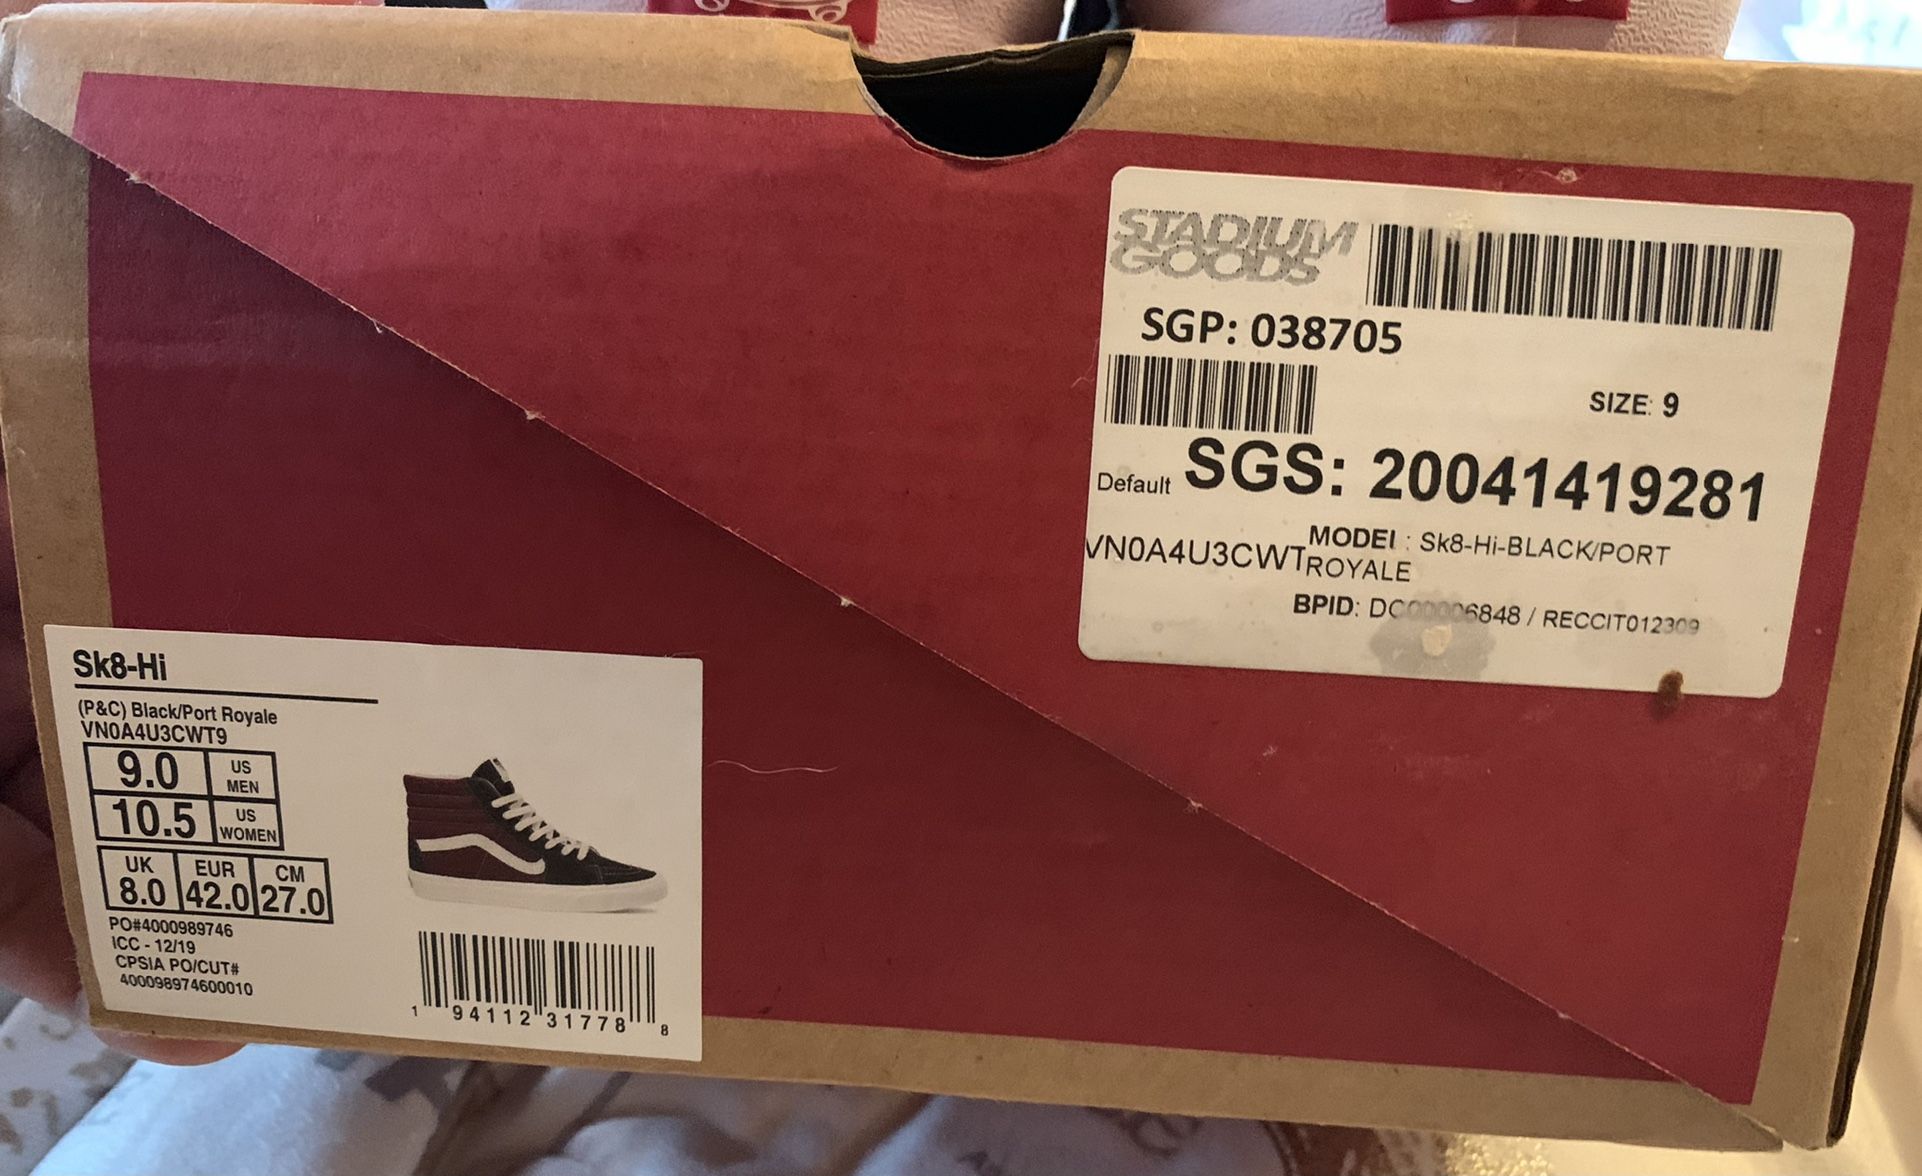 STADIUM
GOODS
SGP: 038705
SIZE: 9
Default SGS: 20041419281
MODEl : Sk8-Hi-BLACK/PORT
VN0A4U3CWT ROYALE
BPID: DC00006848 / RECCIT012309
Sk8-Hi
(P&C) Black/Port Royale
VN0A4U3CWT9
9.0 US MEN
10.5 US WOMEN
UK EUR CM
8.0 42.0 27.0
PO#4000989746
ICC - 12/19
CPSIA PO/CUT#
400098974600010
1 94112 31778 8